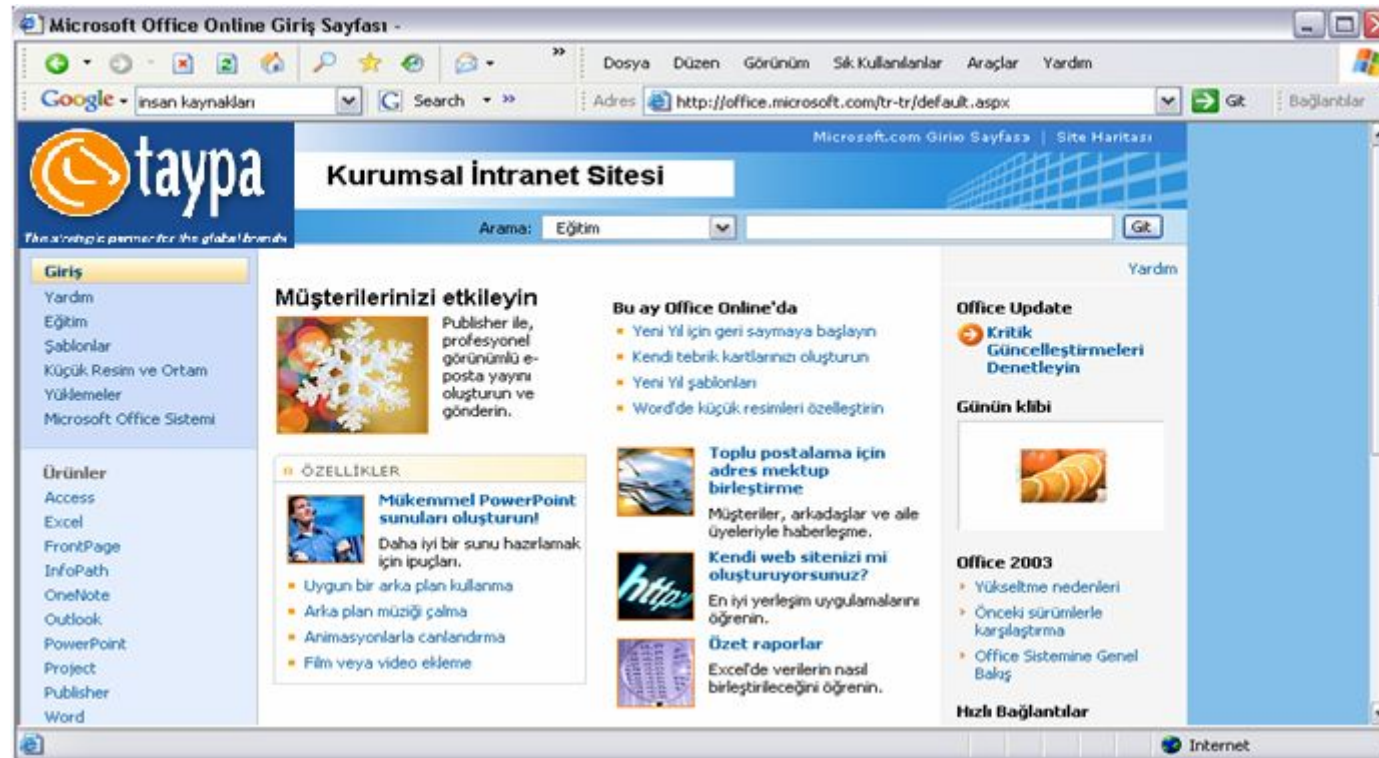 Microsoft Office Online Giriş Sayfası -
Dosya Düzen Görünüm Sık Kullanılanlar Araçlar Yardım
Google insan kaynakları Search Adres http://office.microsoft.com/tr-tr/default.aspx Git Bağlantılar
taypa
The strategic partner for the global brands
Microsoft.com Giriş Sayfası | Site Haritası
Kurumsal İntranet Sitesi
Arama: Eğitim Git
Giriş
Yardım
Eğitim
Şablonlar
Küçük Resim ve Ortam
Yüklemeler
Microsoft Office Sistemi
Ürünler
Access
Excel
FrontPage
InfoPath
OneNote
Outlook
PowerPoint
Project
Publisher
Word
Müşterilerinizi etkileyin
Publisher ile,
profesyonel
görünümlü e-
posta yayını
oluşturun ve
gönderin.
ÖZELLİKLER
Mükemmel PowerPoint
sunuları oluşturun!
Daha iyi bir sunu hazırlamak
için ipuçları.
Uygun bir arka plan kullanma
Arka plan müziği çalma
Animasyonlarla canlandırma
Film veya video ekleme
Bu ay Office Online'da
Yeni Yıl için geri saymaya başlayın
Kendi tebrik kartlarınızı oluşturun
Yeni Yıl şablonları
Word'de küçük resimleri özelleştirin
Toplu postalama için
adres mektup
birleştirme
Müşteriler, arkadaşlar ve aile
üyeleriyle haberleşme.
http:
Kendi web sitenizi mi
oluşturuyorsunuz?
En iyi yerleşim uygulamalarını
öğrenin.
Özet raporlar
Excel'de verilerin nasıl
birleştirileceğini öğrenin.
Yardım
Office Update
Kritik
Güncelleştirmeleri
Denetleyin
Günün klibi
Office 2003
Yükseltme nedenleri
Önceki sürümlerle
karşılaştırma
Office Sistemine Genel
Bakış
Hızlı Bağlantılar
Internet